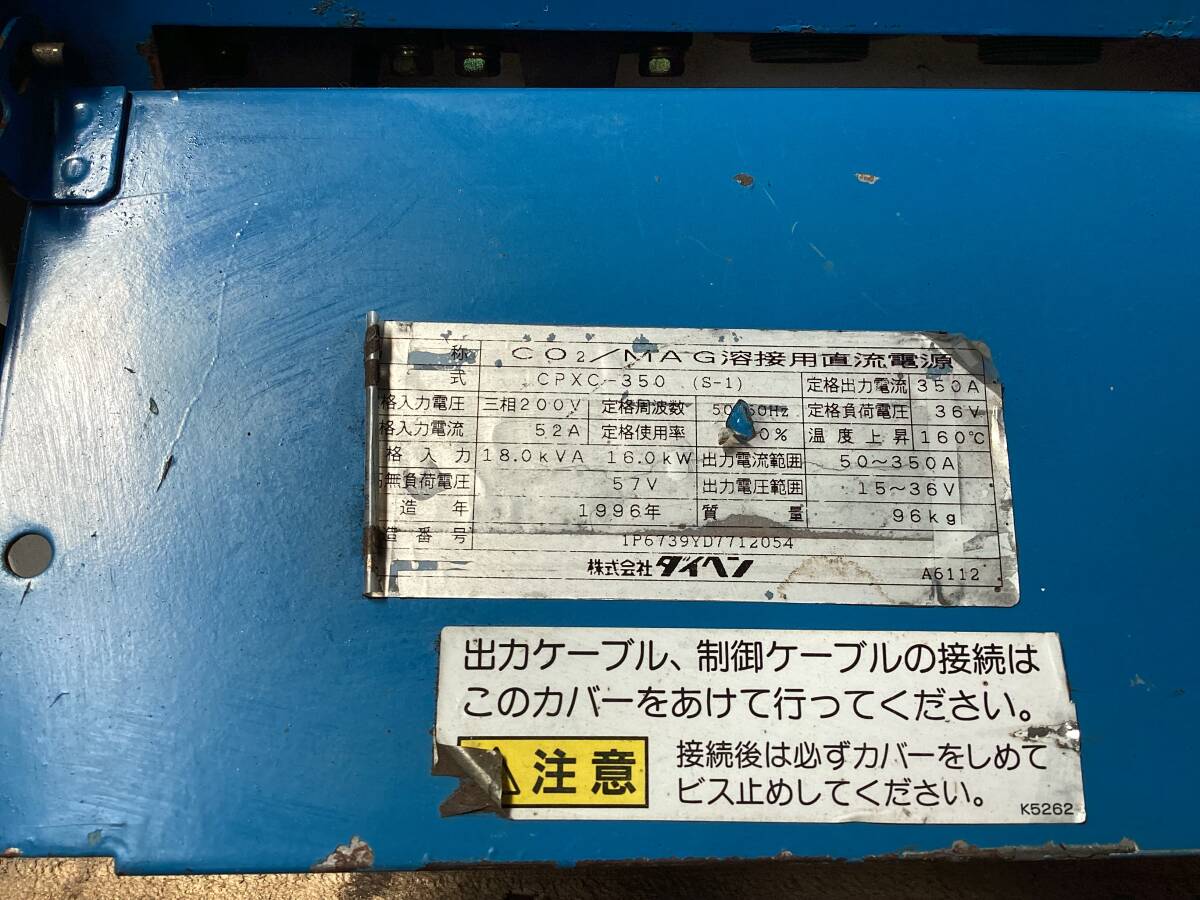 称 CO2/MAG溶接用直流電源
式 CPXC-350 (S-1) 定格出力電流 350A
格入力電圧 三相200V 定格周波数 50 60Hz 定格負荷電圧 36V
格入力電流 52A 定格使用率 0% 温度上昇 160℃
格入力 18.0kVA 16.0kW 出力電流範囲 50~350A
無負荷電圧 57V 出力電圧範囲 15~36V
造年 1996年 質量 96kg
造番号 1P6739YD7712054
株式会社ダイヘン A6112
出力ケーブル、制御ケーブルの接続は
このカバーをあけて行ってください。
注意 接続後は必ずカバーをしめて
ビス止めしてください。 K5262